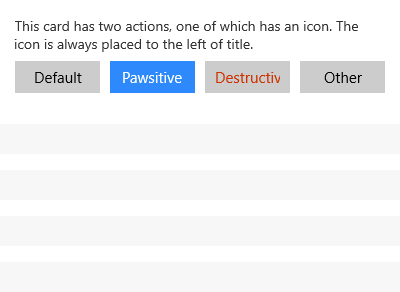 This card has two actions, one of which has an icon. The
icon is always placed to the left of title.
Default Pawsitive Destructiv Other